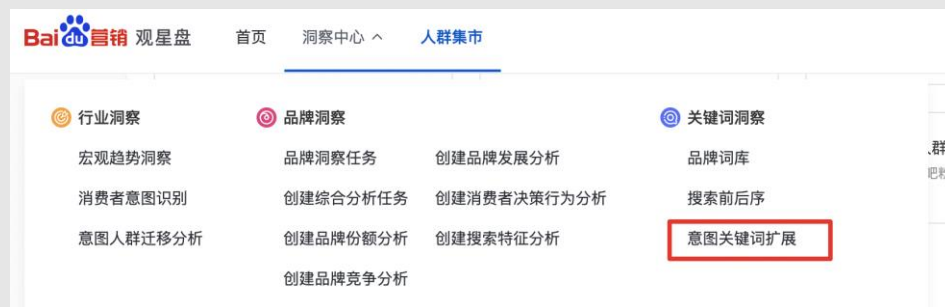 Bai du 营销 观星盘 首页 洞察中心 人群集市
行业洞察 品牌洞察 关键词洞察
宏观趋势洞察 品牌洞察任务 创建品牌发展分析 品牌词库
消费者意图识别 创建综合分析任务 创建消费者决策行为分析 搜索前后序
意图人群迁移分析 创建品牌份额分析 创建搜索特征分析 意图关键词扩展
创建品牌竞争分析